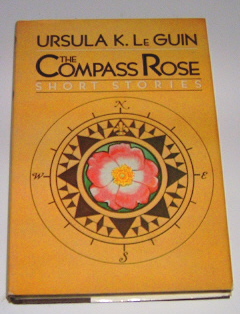 URSULA K. LE GUIN
THE
COMPASS ROSE
SHORT STORIES
N
W
E
S